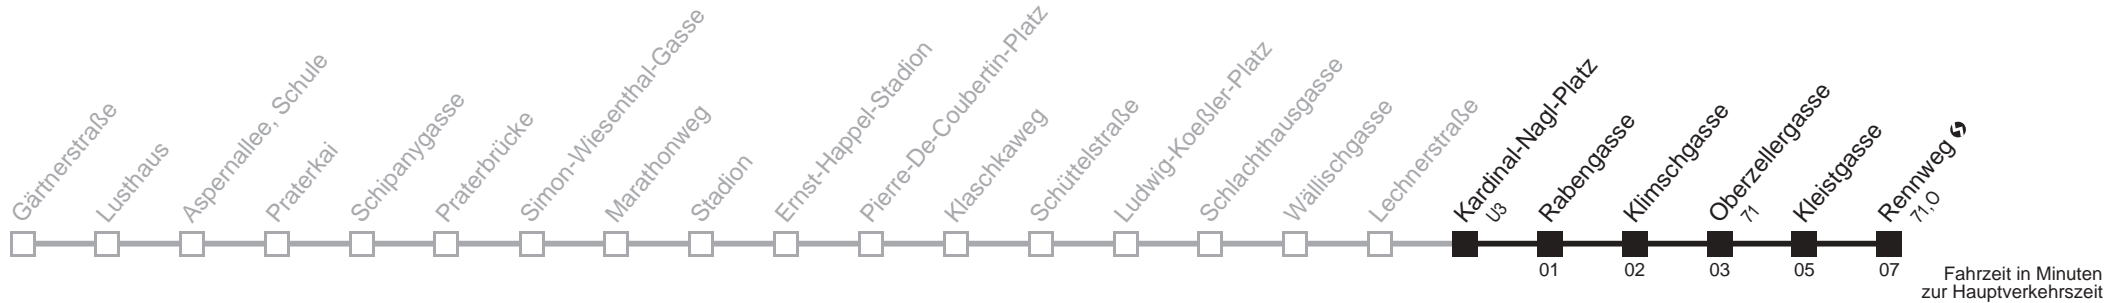 Gärtnerstraße
Lusthaus
Aspernallee, Schule
Praterkai
Schipanygasse
Praterbrücke
Simon-Wiesenthal-Gasse
Marathonweg
Stadion
Ernst-Happel-Stadion
Pierre-De-Coubertin-Platz
Klaschkaweg
Schüttelstraße
Ludwig-Koeßler-Platz
Schlachthausgasse
Wällischgasse
Lechnerstraße
Kardinal-Nagl-Platz
U3
Rabengasse
Klimschgasse
Oberzellergasse
71
Kleistgasse
Rennweg
71, O
01
02
03
05
07
Fahrzeit in Minuten
zur Hauptverkehrszeit